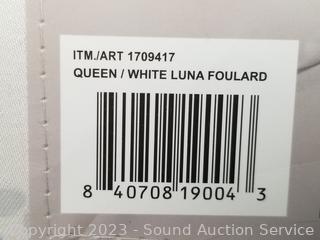 ITM./ART 1709417
QUEEN / WHITE LUNA FOULARD
8 40708 19004 3
Copyright 2023 - Sound Auction Service